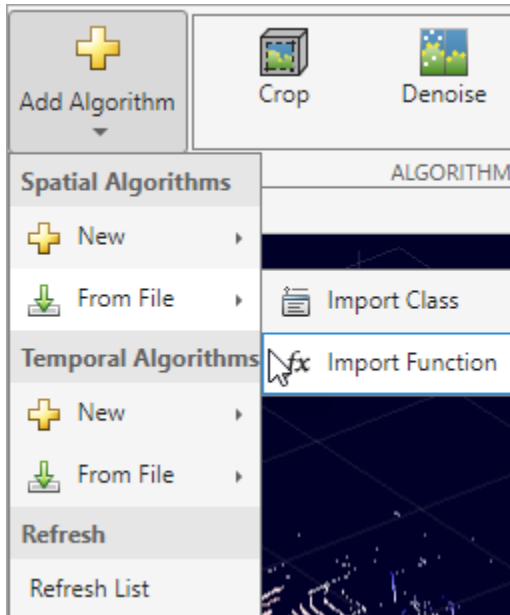 Add Algorithm
Crop
Denoise
ALGORITHM
Spatial Algorithms
New
From File
Import Class
Temporal Algorithms
fx Import Function
New
From File
Refresh
Refresh List